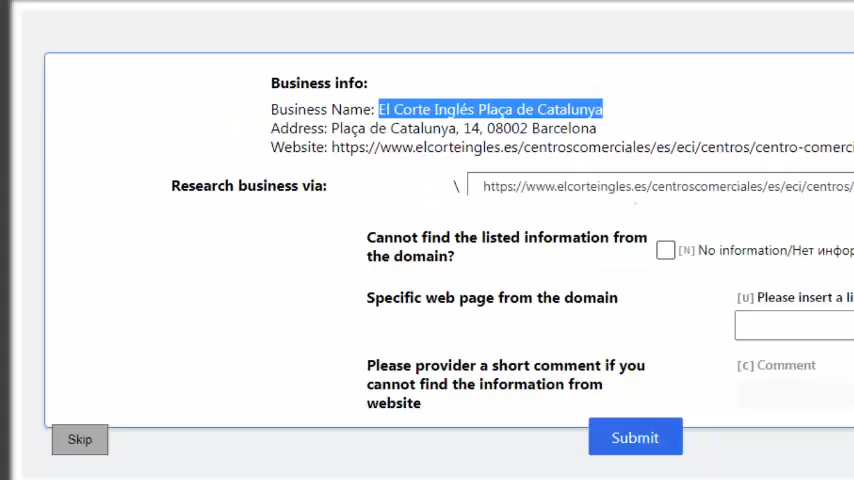 Business info:
Business Name: El Corte Inglés Plaça de Catalunya
Address: Plaça de Catalunya, 14, 08002 Barcelona
Website: https://www.elcorteingles.es/centroscomerciales/es/eci/centros/centro-comerci
Research business via:
\ https://www.elcorteingles.es/centroscomerciales/es/eci/centros/
Cannot find the listed information from
the domain?
[N] No information/Нет инфор
Specific web page from the domain
[U] Please insert a li
Please provider a short comment if you
cannot find the information from
website
[C] Comment
Skip
Submit